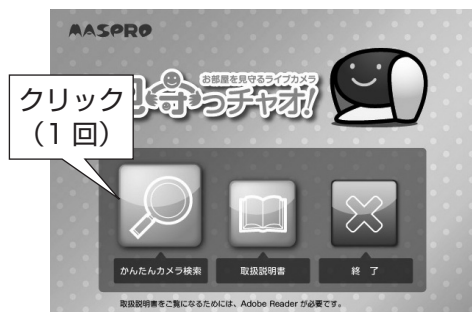 MASPRO
お部屋を見守るライブカメラ
守っチャオ!
クリック
（1 回）
かんたんカメラ検索
取扱説明書
終 了
取扱説明書をご覧になるためには、Adobe Reader が必要です。